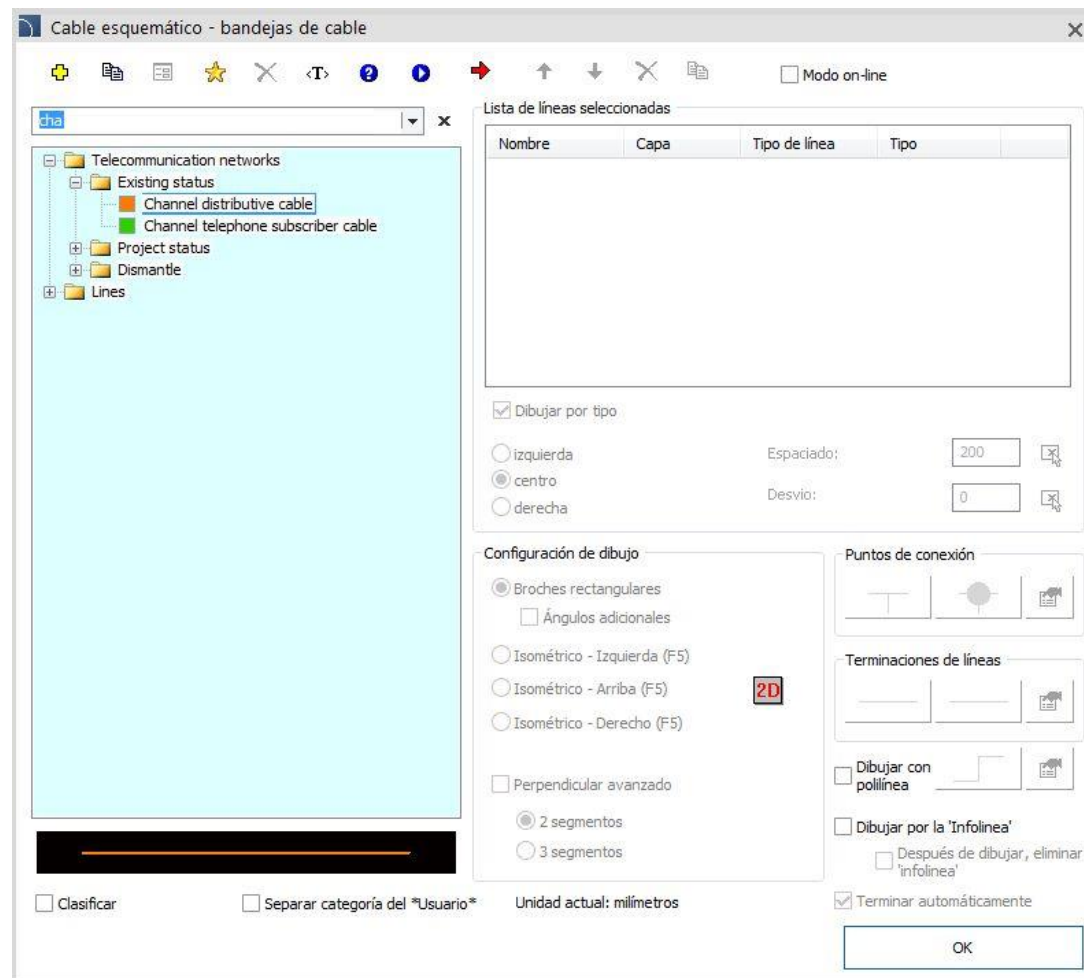 Cable esquemático - bandejas de cable
<T>
Modo on-line
cha
Telecommunication networks
Existing status
Channel distributive cable
Channel telephone subscriber cable
Project status
Dismantle
Lines
Clasificar
Separar categoría del *Usuario*
Lista de líneas seleccionadas
Nombre Capa Tipo de línea Tipo
Dibujar por tipo
izquierda
centro
derecha
Espaciado: 200
Desvio: 0
Configuración de dibujo
Broches rectangulares
Ángulos adicionales
Isométrico - Izquierda (F5)
Isométrico - Arriba (F5)
Isométrico - Derecho (F5)
2D
Perpendicular avanzado
2 segmentos
3 segmentos
Unidad actual: milímetros
Puntos de conexión
Terminaciones de líneas
Dibujar con
polilínea
Dibujar por la 'Infolinea'
Después de dibujar, eliminar
'infolinea'
Terminar automáticamente
OK